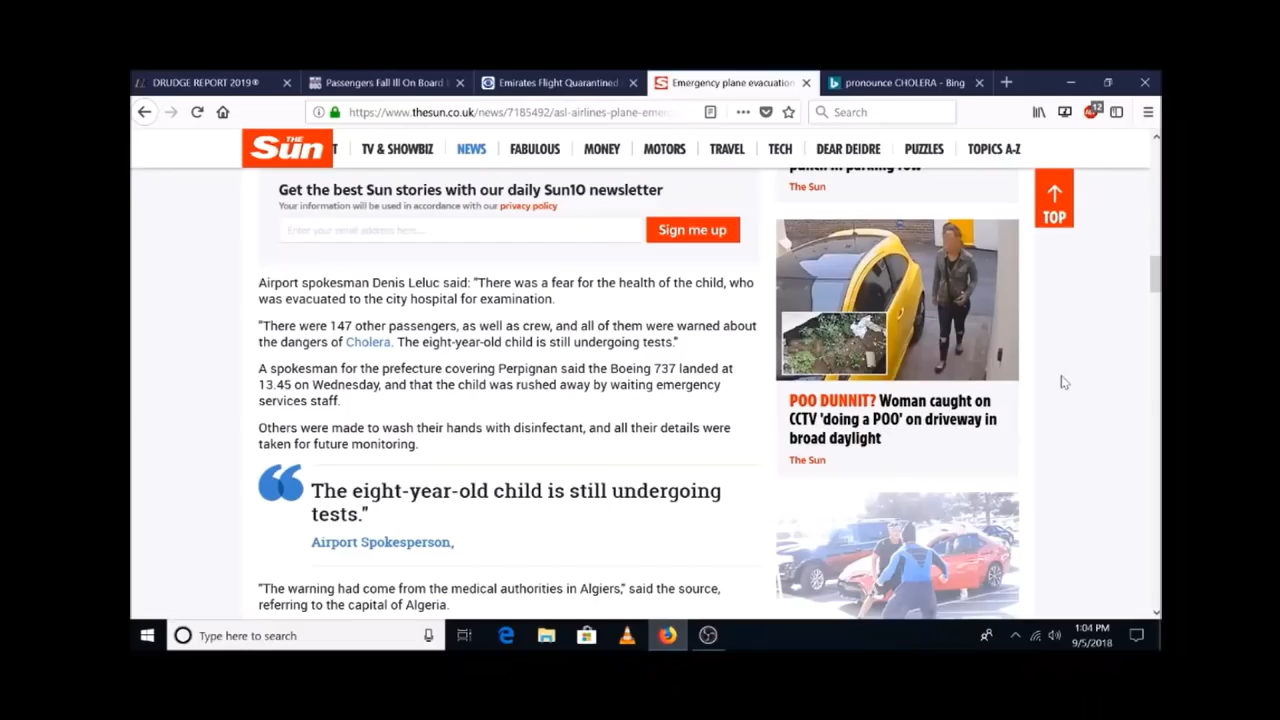 DRUDGE REPORT 2019®
Passengers Fall Ill On Board
Emirates Flight Quarantined
Emergency plane evacuation
pronounce CHOLERA - Bing
https://www.thesun.co.uk/news/7185492/asl-airlines-plane-emer
Search
12
THE
Sun
T
TV & SHOWBIZ
NEWS
FABULOUS
MONEY
MOTORS
TRAVEL
TECH
DEAR DEIDRE
PUZZLES
TOPICS A-Z
Get the best Sun stories with our daily Sun10 newsletter
Your information will be used in accordance with our privacy policy
Enter your email address here...
Sign me up
Airport spokesman Denis Leluc said: "There was a fear for the health of the child, who
was evacuated to the city hospital for examination.
"There were 147 other passengers, as well as crew, and all of them were warned about
the dangers of Cholera. The eight-year-old child is still undergoing tests."
A spokesman for the prefecture covering Perpignan said the Boeing 737 landed at
13.45 on Wednesday, and that the child was rushed away by waiting emergency
services staff.
Others were made to wash their hands with disinfectant, and all their details were
taken for future monitoring.
The eight-year-old child is still undergoing
tests."
Airport Spokesperson,
"The warning had come from the medical authorities in Algiers," said the source,
referring to the capital of Algeria.
punch in parking row
The Sun
POO DUNNIT? Woman caught on
CCTV 'doing a POO' on driveway in
broad daylight
The Sun
TOP
Type here to search
1:04 PM
9/5/2018